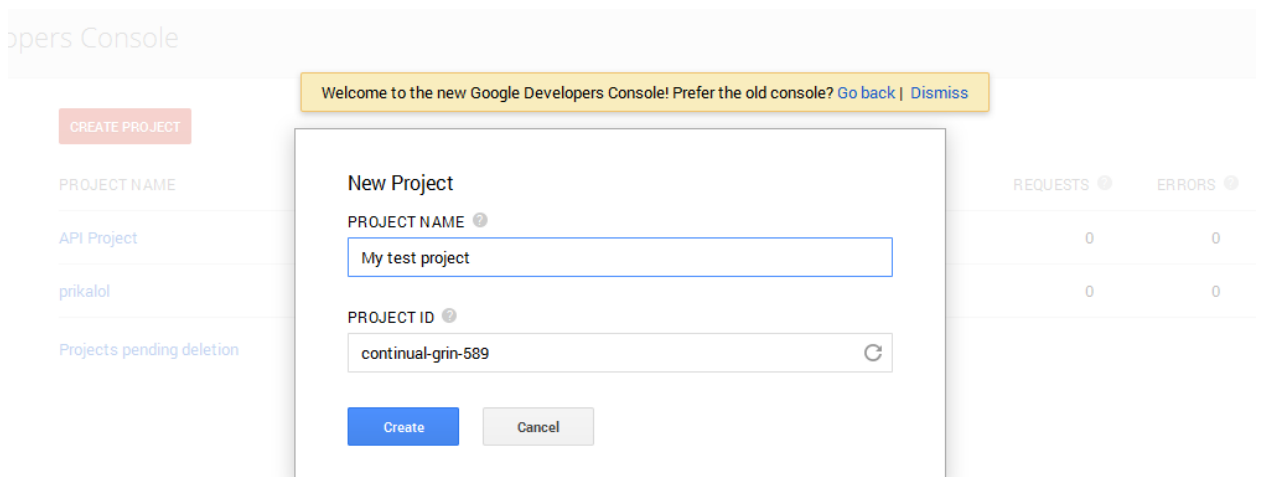 opers Console
Welcome to the new Google Developers Console! Prefer the old console? Go back | Dismiss
CREATE PROJECT
PROJECT NAME
REQUESTS
ERRORS
API Project
0
0
prikalol
0
0
Projects pending deletion
New Project
PROJECT NAME
My test project
PROJECT ID
continual-grin-589
Create
Cancel